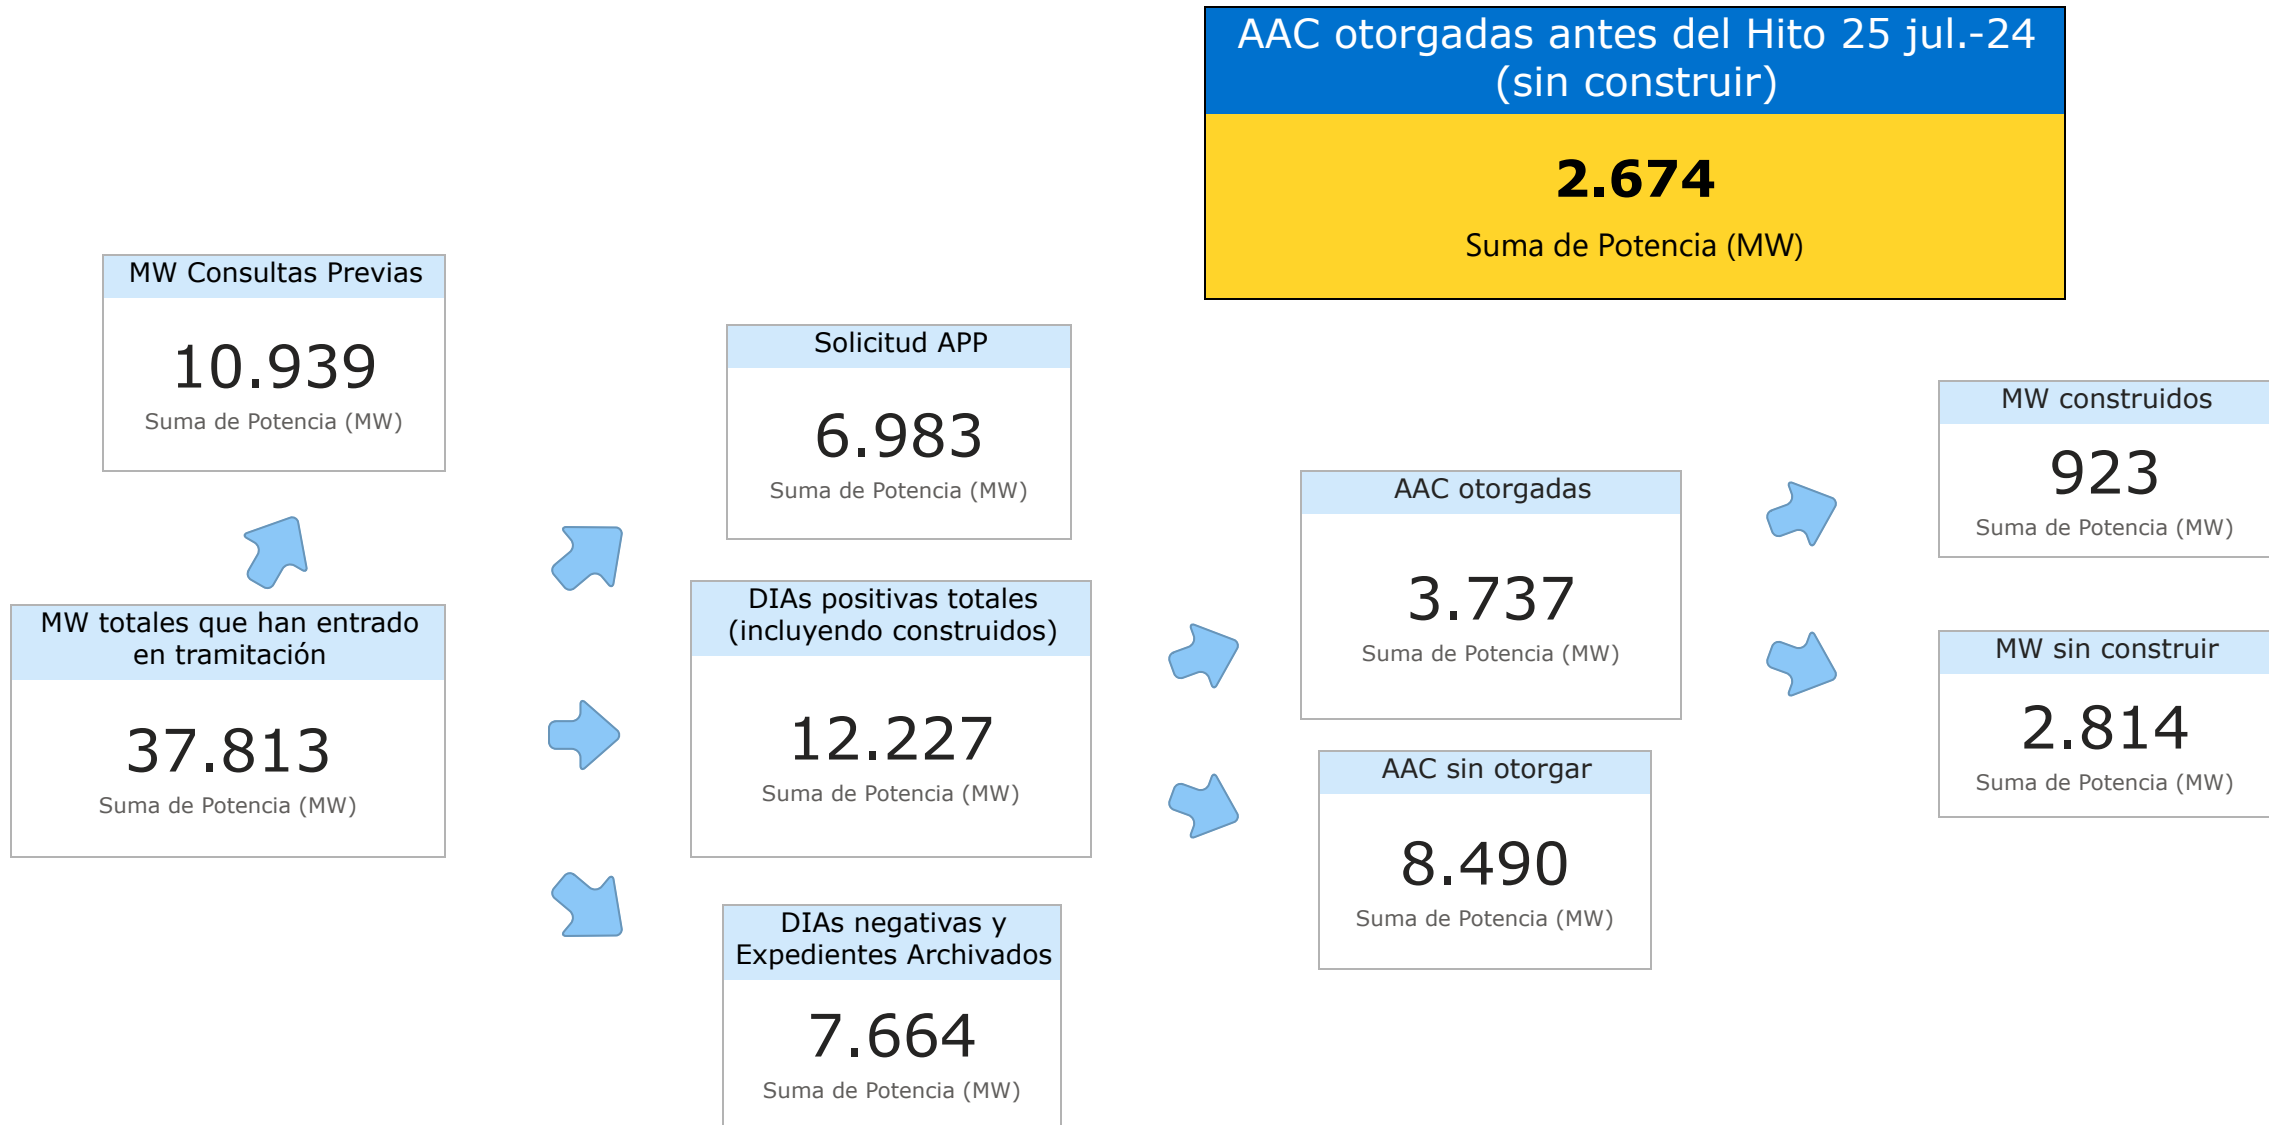 AAC otorgadas antes del Hito 25 jul.-24
(sin construir)
2.674
Suma de Potencia (MW)
MW Consultas Previas
10.939
Suma de Potencia (MW)
Solicitud APP
6.983
Suma de Potencia (MW)
MW totales que han entrado
en tramitación
37.813
Suma de Potencia (MW)
DIAs positivas totales
(incluyendo construidos)
12.227
Suma de Potencia (MW)
DIAs negativas y
Expedientes Archivados
7.664
Suma de Potencia (MW)
AAC otorgadas
3.737
Suma de Potencia (MW)
AAC sin otorgar
8.490
Suma de Potencia (MW)
MW construidos
923
Suma de Potencia (MW)
MW sin construir
2.814
Suma de Potencia (MW)